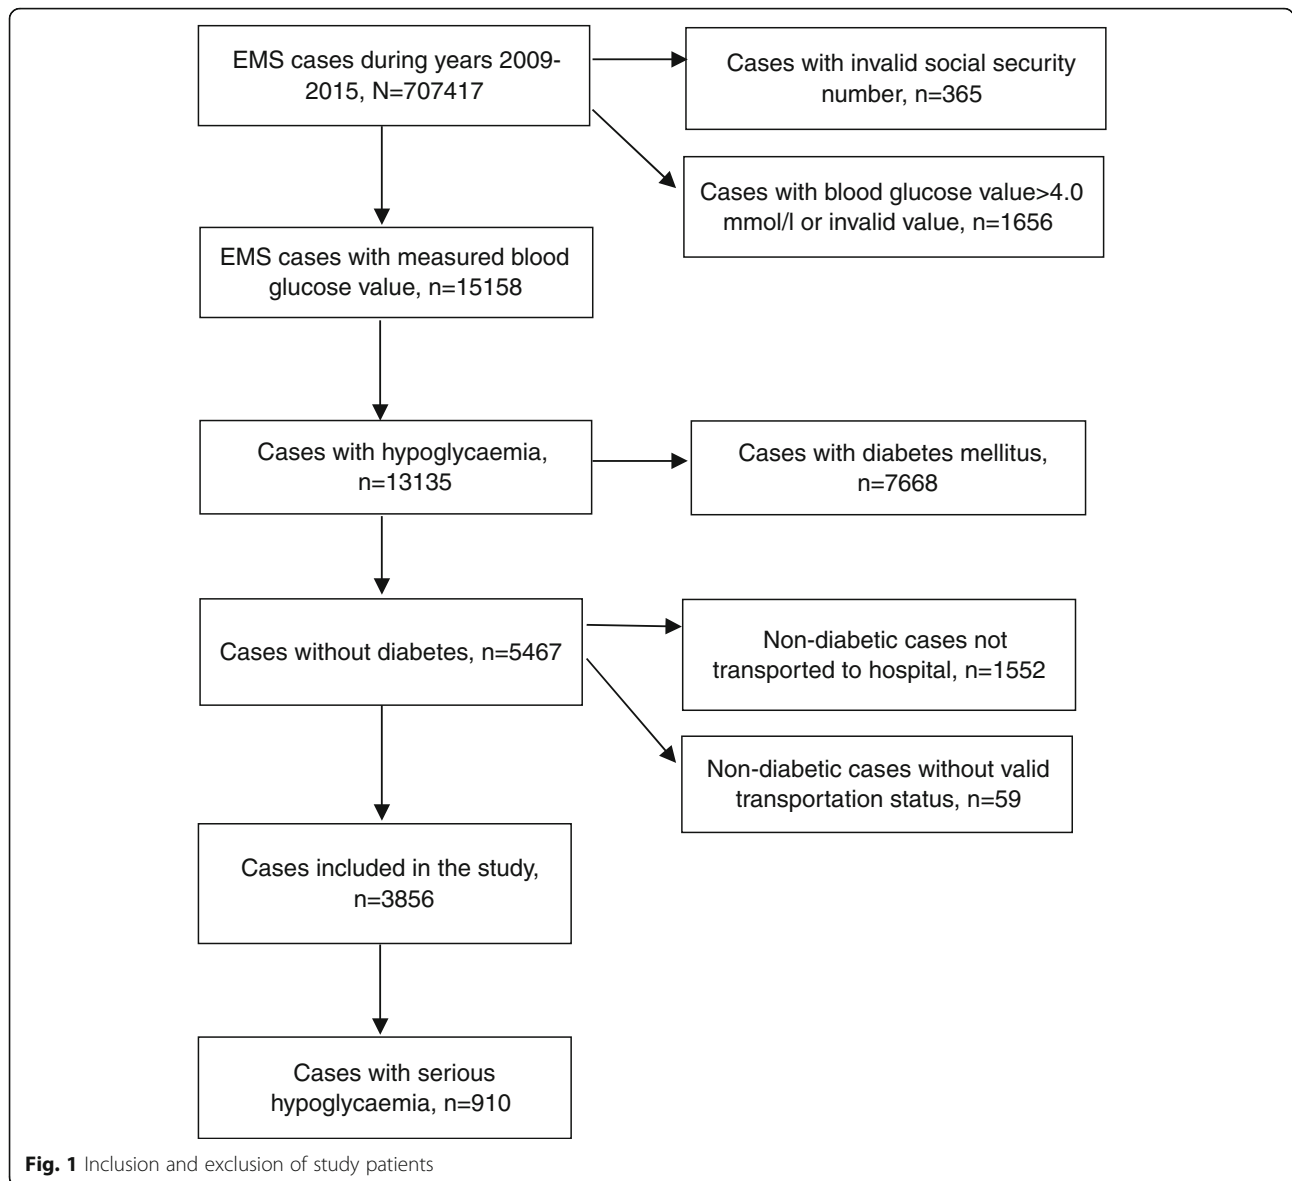 EMS cases during years 2009-
2015, N=707417
Cases with invalid social security
number, n=365
Cases with blood glucose value>4.0
mmol/l or invalid value, n=1656
EMS cases with measured blood
glucose value, n=15158
Cases with hypoglycaemia,
n=13135
Cases with diabetes mellitus,
n=7668
Cases without diabetes, n=5467
Non-diabetic cases not
transported to hospital, n=1552
Non-diabetic cases without valid
transportation status, n=59
Cases included in the study,
n=3856
Cases with serious
hypoglycaemia, n=910
Fig. 1 Inclusion and exclusion of study patients